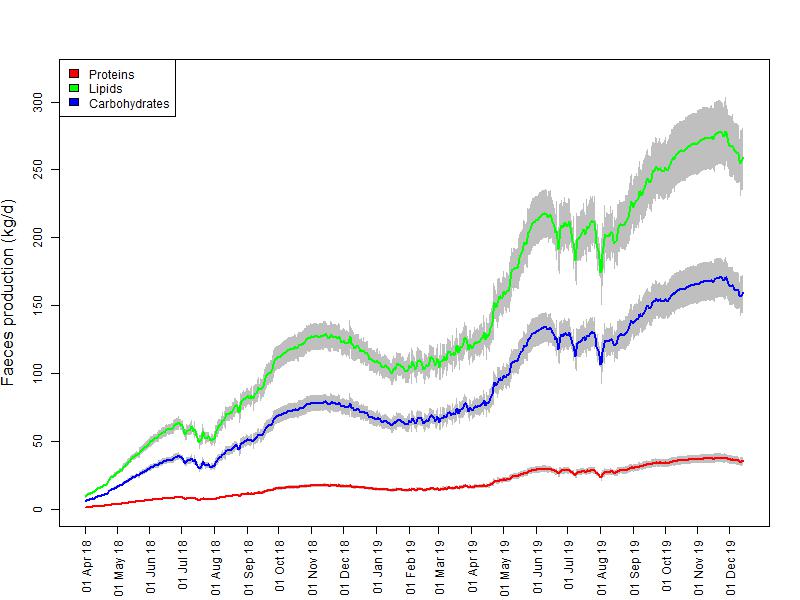 Proteins
Lipids
Carbohydrates
Faeces production (kg/d)
300
250
200
150
100
50
0
01 Apr 18
01 May 18
01 Jun 18
01 Jul 18
01 Aug 18
01 Sep 18
01 Oct 18
01 Nov 18
01 Dec 18
01 Jan 19
01 Feb 19
01 Mar 19
01 Apr 19
01 May 19
01 Jun 19
01 Jul 19
01 Aug 19
01 Sep 19
01 Oct 19
01 Nov 19
01 Dec 19